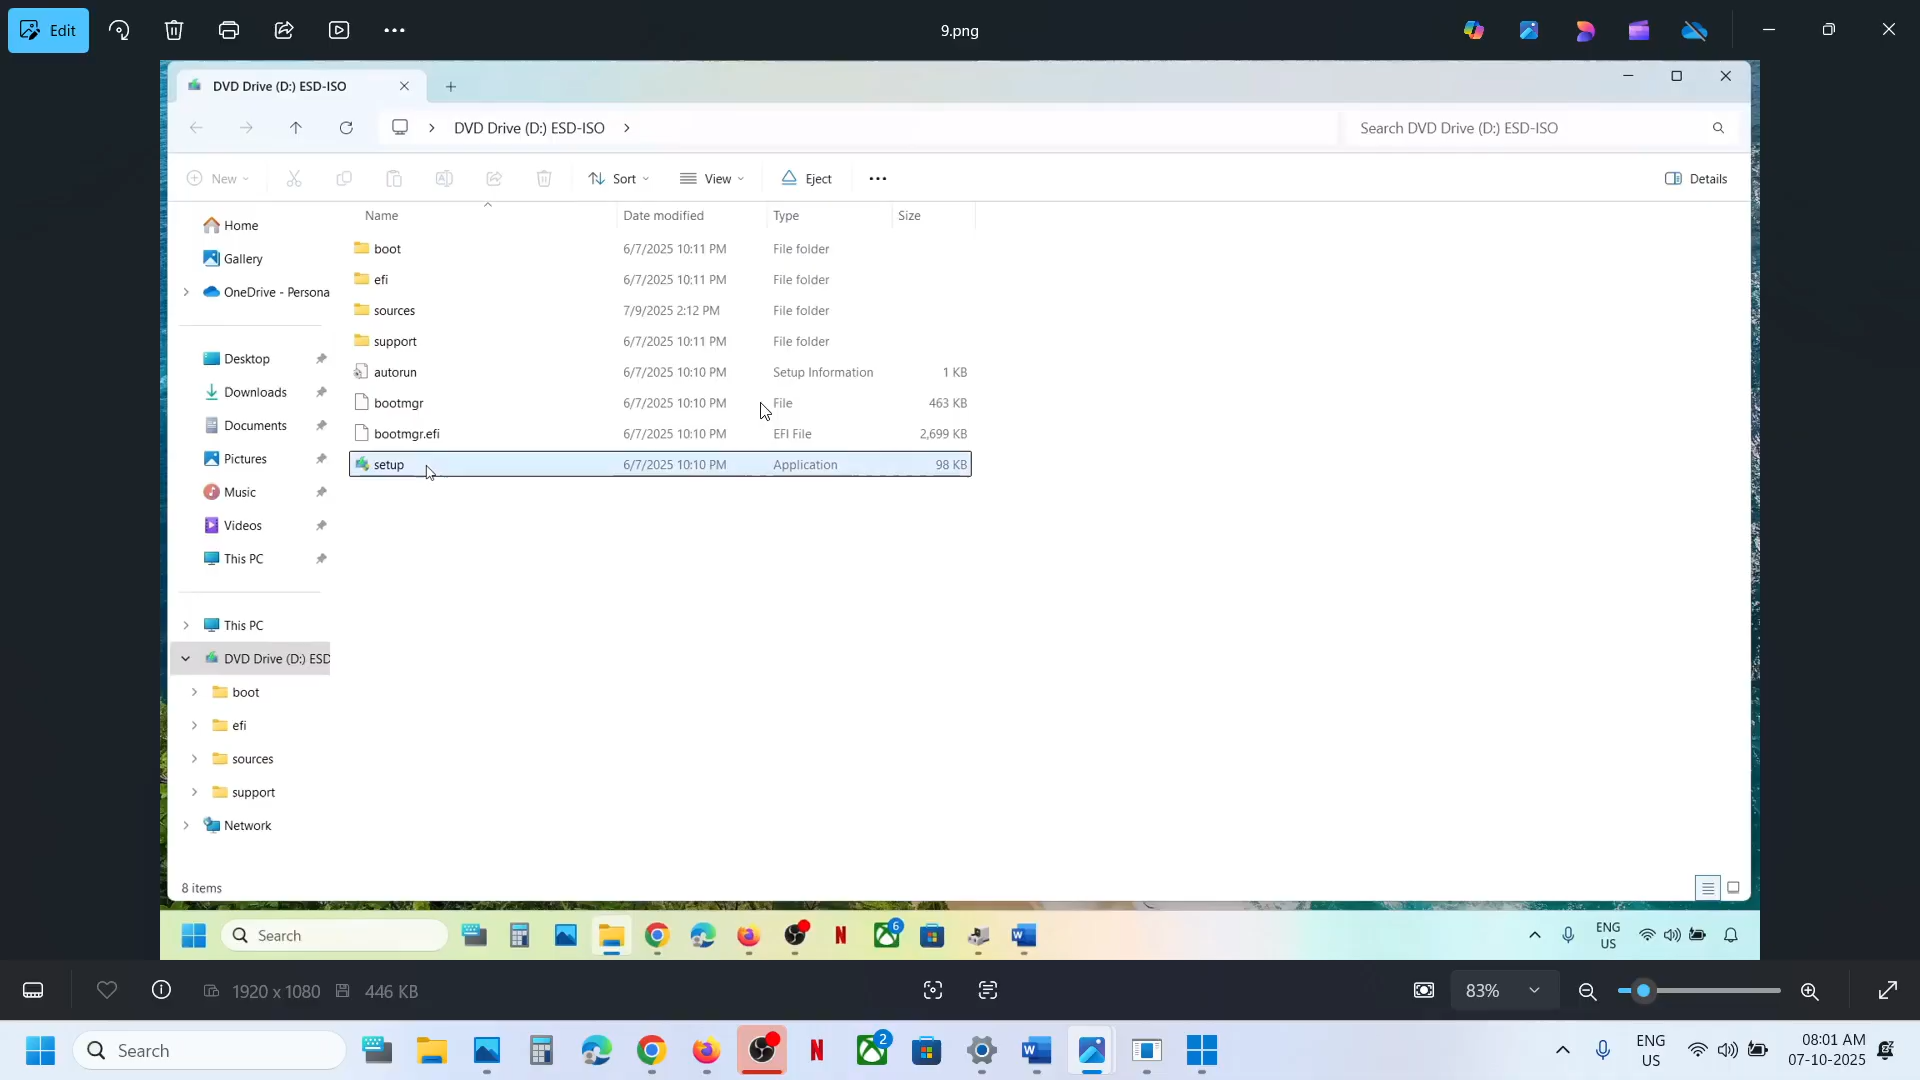 Edit
9.png
DVD Drive (D:) ESD-ISO
DVD Drive (D:) ESD-ISO
Search DVD Drive (D:) ESD-ISO
New
Sort
View
Eject
Details
Name Date modified Type Size
Home
Gallery
OneDrive - Persona
Desktop
Downloads
Documents
Pictures
Music
Videos
This PC
This PC
DVD Drive (D:) ESD
boot
efi
sources
support
Network
boot 6/7/2025 10:11 PM File folder
efi 6/7/2025 10:11 PM File folder
sources 7/9/2025 2:12 PM File folder
support 6/7/2025 10:11 PM File folder
autorun 6/7/2025 10:10 PM Setup Information 1 KB
bootmgr 6/7/2025 10:10 PM File 463 KB
bootmgr.efi 6/7/2025 10:10 PM EFI File 2,699 KB
setup 6/7/2025 10:10 PM Application 98 KB
8 items
Search
6
ENG
US
1920 x 1080 446 KB
83%
Search
2
ENG
US
08:01 AM
07-10-2025